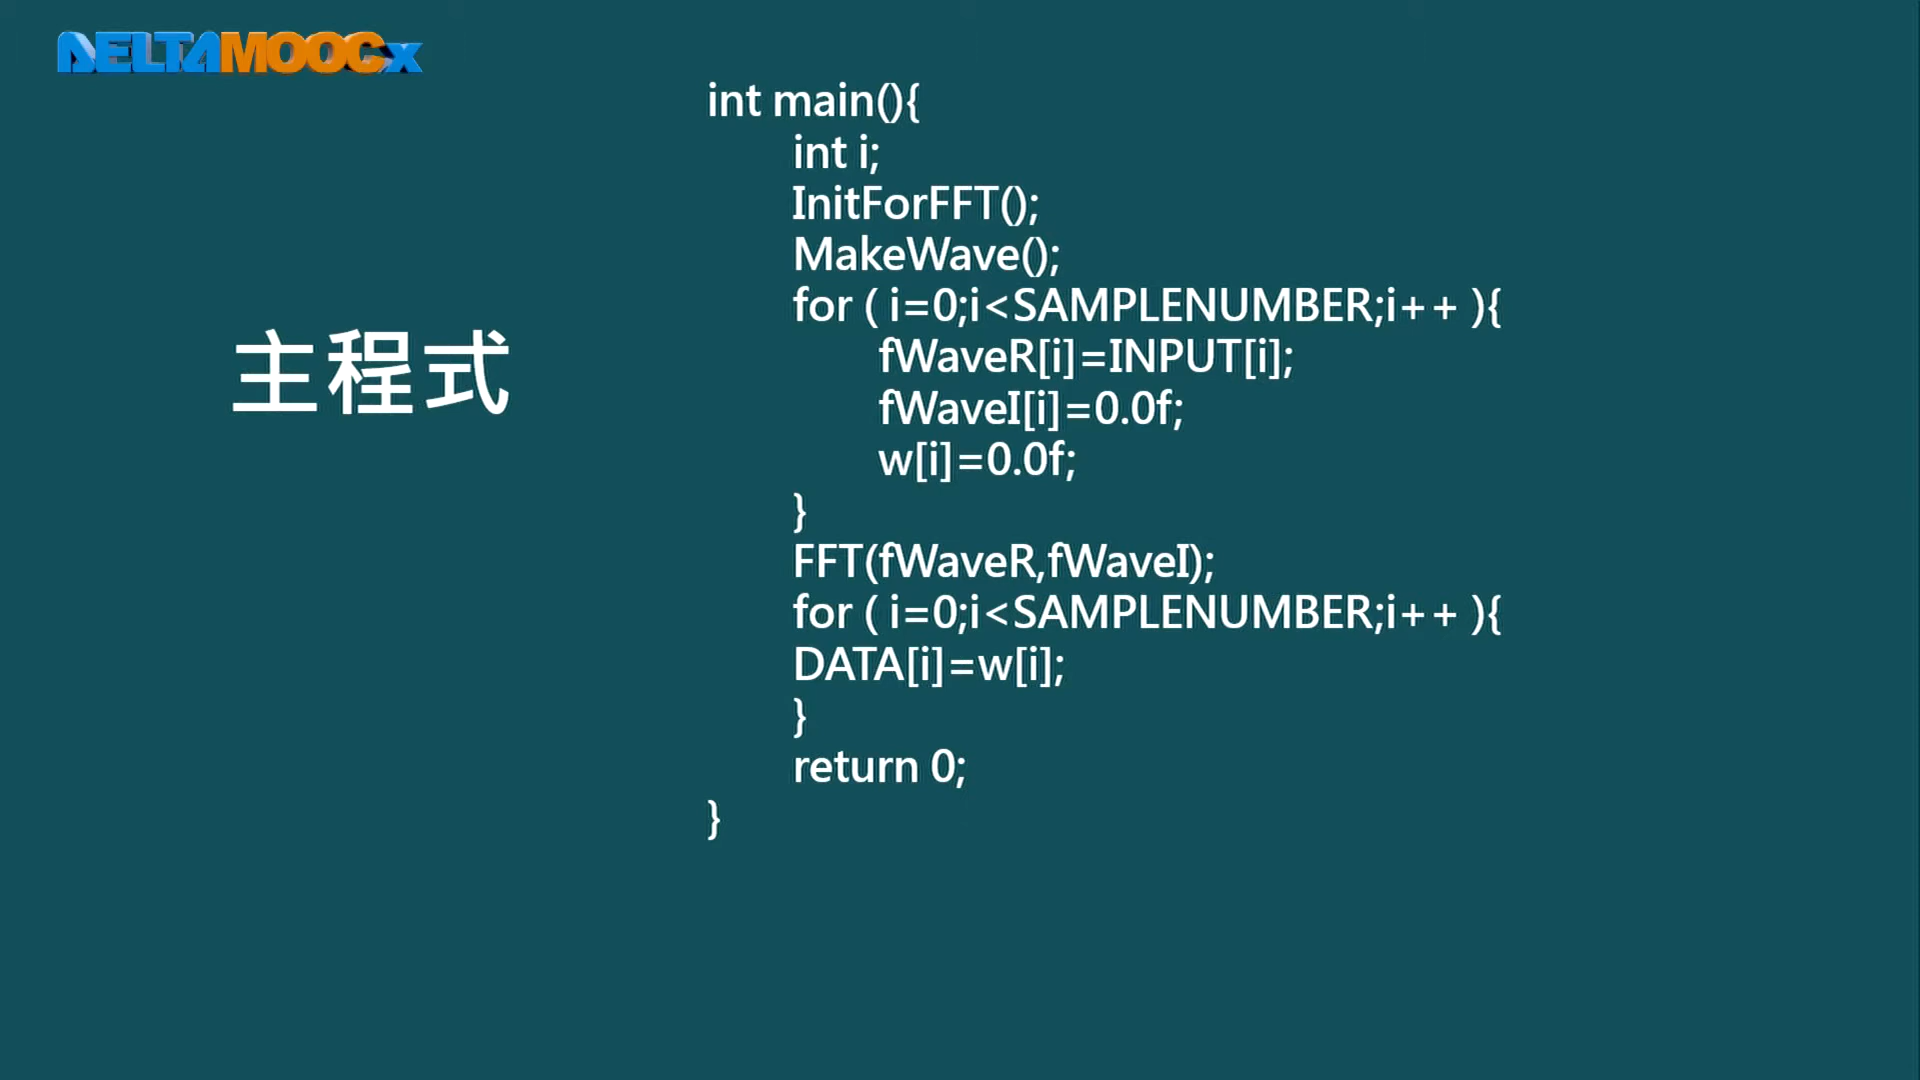 DELTAMOOCx
主程式
int main(){
int i;
InitForFFT();
MakeWave();
for ( i=0;i<SAMPLENUMBER;i++ ){
fWaveR[i]=INPUT[i];
fWaveI[i]=0.0f;
w[i]=0.0f;
}
FFT(fWaveR,fWaveI);
for ( i=0;i<SAMPLENUMBER;i++ ){
DATA[i]=w[i];
}
return 0;
}